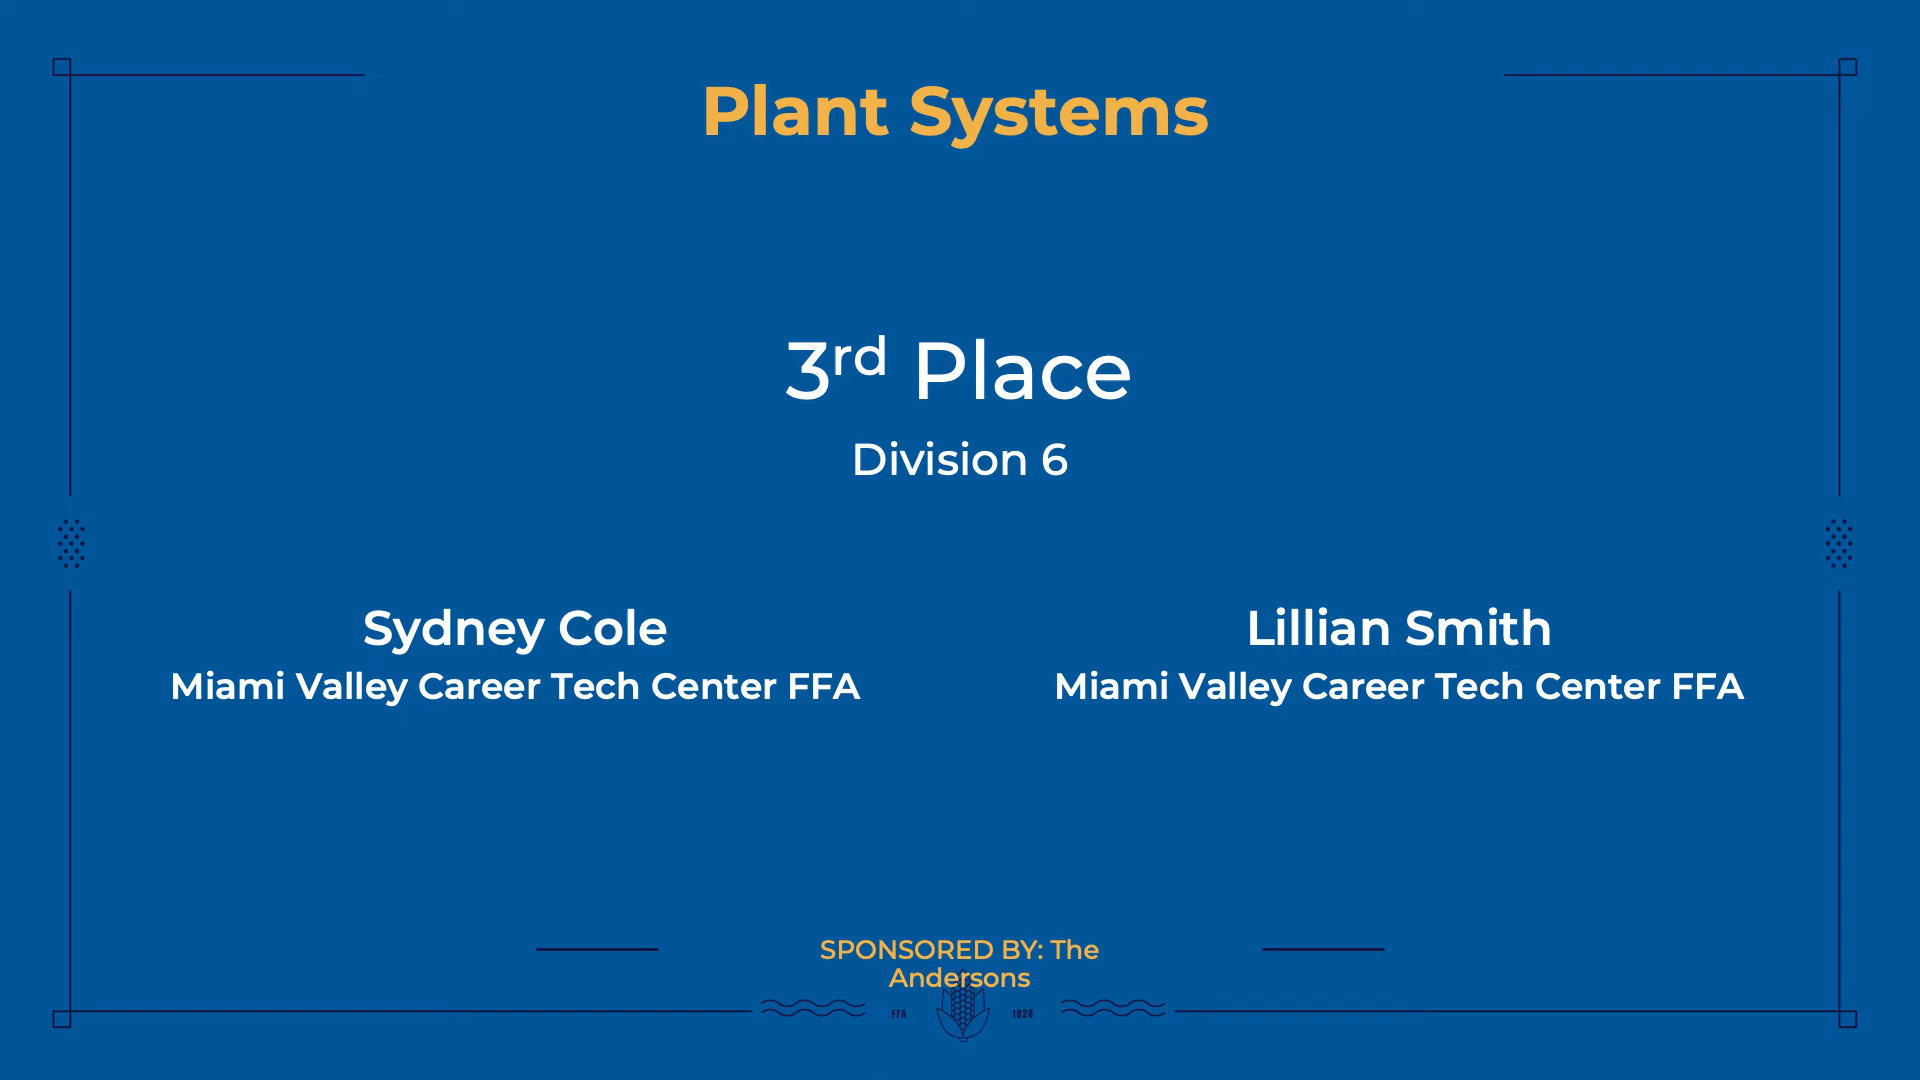 Plant Systems
3rd Place
Division 6
Sydney Cole
Miami Valley Career Tech Center FFA
Lillian Smith
Miami Valley Career Tech Center FFA
SPONSORED BY: The
Andersons
FFA
1928